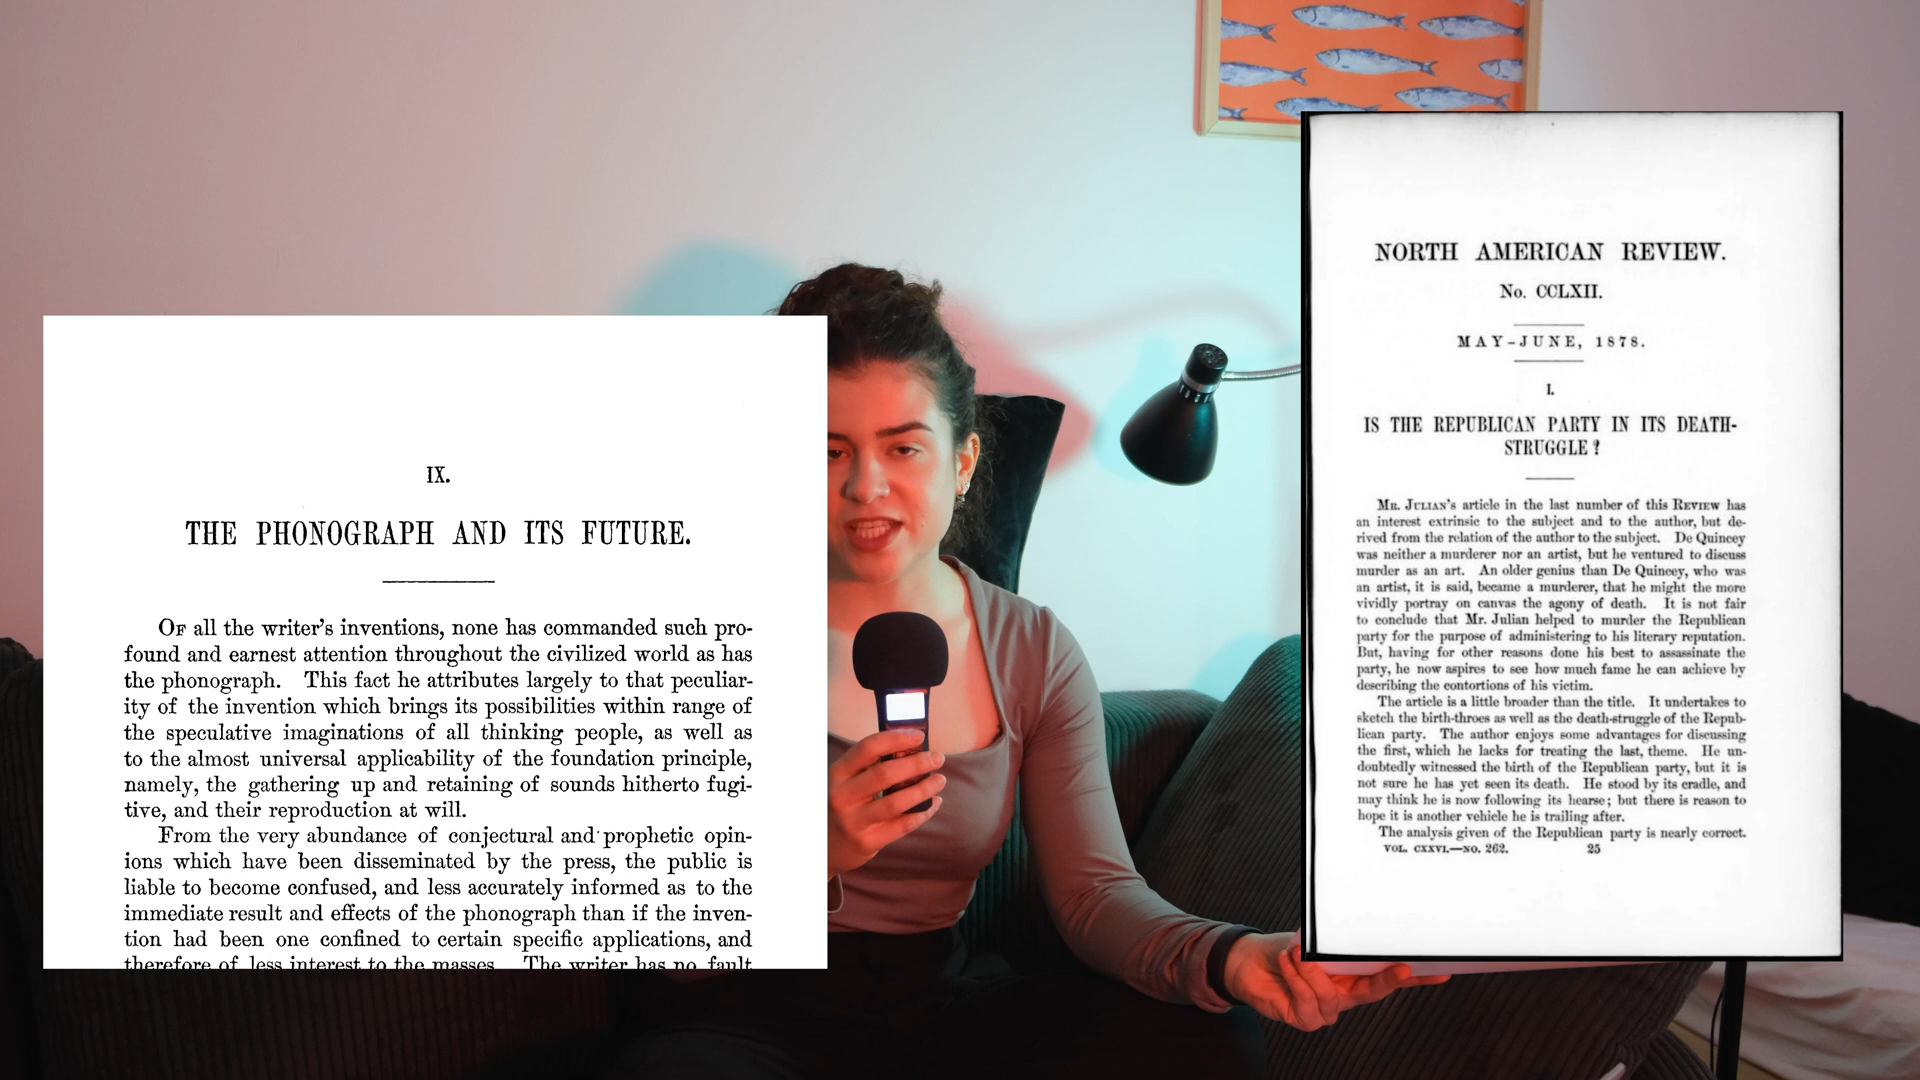 IX.
THE PHONOGRAPH AND ITS FUTURE.
OF all the writer's inventions, none has commanded such pro-
found and earnest attention throughout the civilized world as has
the phonograph. This fact he attributes largely to that peculiar-
ity of the invention which brings its possibilities within range of
the speculative imaginations of all thinking people, as well as
to the almost universal applicability of the foundation principle,
namely, the gathering up and retaining of sounds hitherto fugi-
tive, and their reproduction at will.
From the very abundance of conjectural and prophetic opin-
ions which have been disseminated by the press, the public is
liable to become confused, and less accurately informed as to the
immediate result and effects of the phonograph than if the inven-
tion had been one confined to certain specific applications, and
therefore of less interest to the masses. The writer has no fault
NORTH AMERICAN REVIEW.
No. CCLXII.
MAY-JUNE, 1878.
I.
IS THE REPUBLICAN PARTY IN ITS DEATH-
STRUGGLE?
MR. JULIAN'S article in the last number of this REVIEW has
an interest extrinsic to the subject and to the author, but de-
rived from the relation of the author to the subject. De Quincey
was neither a murderer nor an artist, but he ventured to discuss
murder as an art. An older genius than De Quincey, who was
an artist, it is said, became a murderer, that he might the more
vividly portray on canvas the agony of death. It is not fair
to conclude that Mr. Julian helped to murder the Republican
party for the purpose of administering to his literary reputation.
But, having for other reasons done his best to assassinate the
party, he now aspires to see how much fame he can achieve by
describing the contortions of his victim.
The article is a little broader than the title. It undertakes to
sketch the birth-throes as well as the death-struggle of the Repub-
lican party. The author enjoys some advantages for discussing
the first, which he lacks for treating the last, theme. He un-
doubtedly witnessed the birth of the Republican party, but it is
not sure he has yet seen its death. He stood by its cradle, and
may think he is now following its hearse; but there is reason to
hope it is another vehicle he is trailing after.
The analysis given of the Republican party is nearly correct.
VOL. CXXVI.—NO. 262. 25